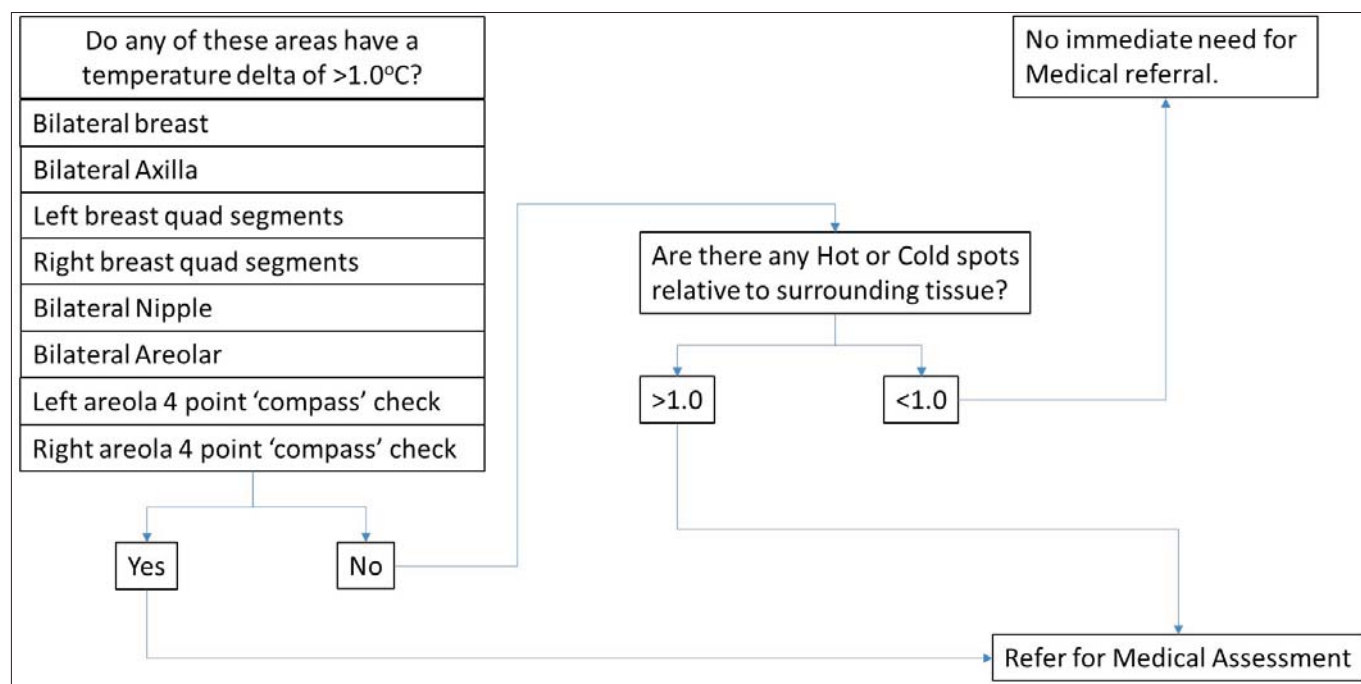 Do any of these areas have a
temperature delta of >1.0°C?
Bilateral breast
Bilateral Axilla
Left breast quad segments
Right breast quad segments
Bilateral Nipple
Bilateral Areolar
Left areola 4 point ‘compass’ check
Right areola 4 point ‘compass’ check
Yes
No
Are there any Hot or Cold spots
relative to surrounding tissue?
>1.0
<1.0
No immediate need for
Medical referral.
Refer for Medical Assessment